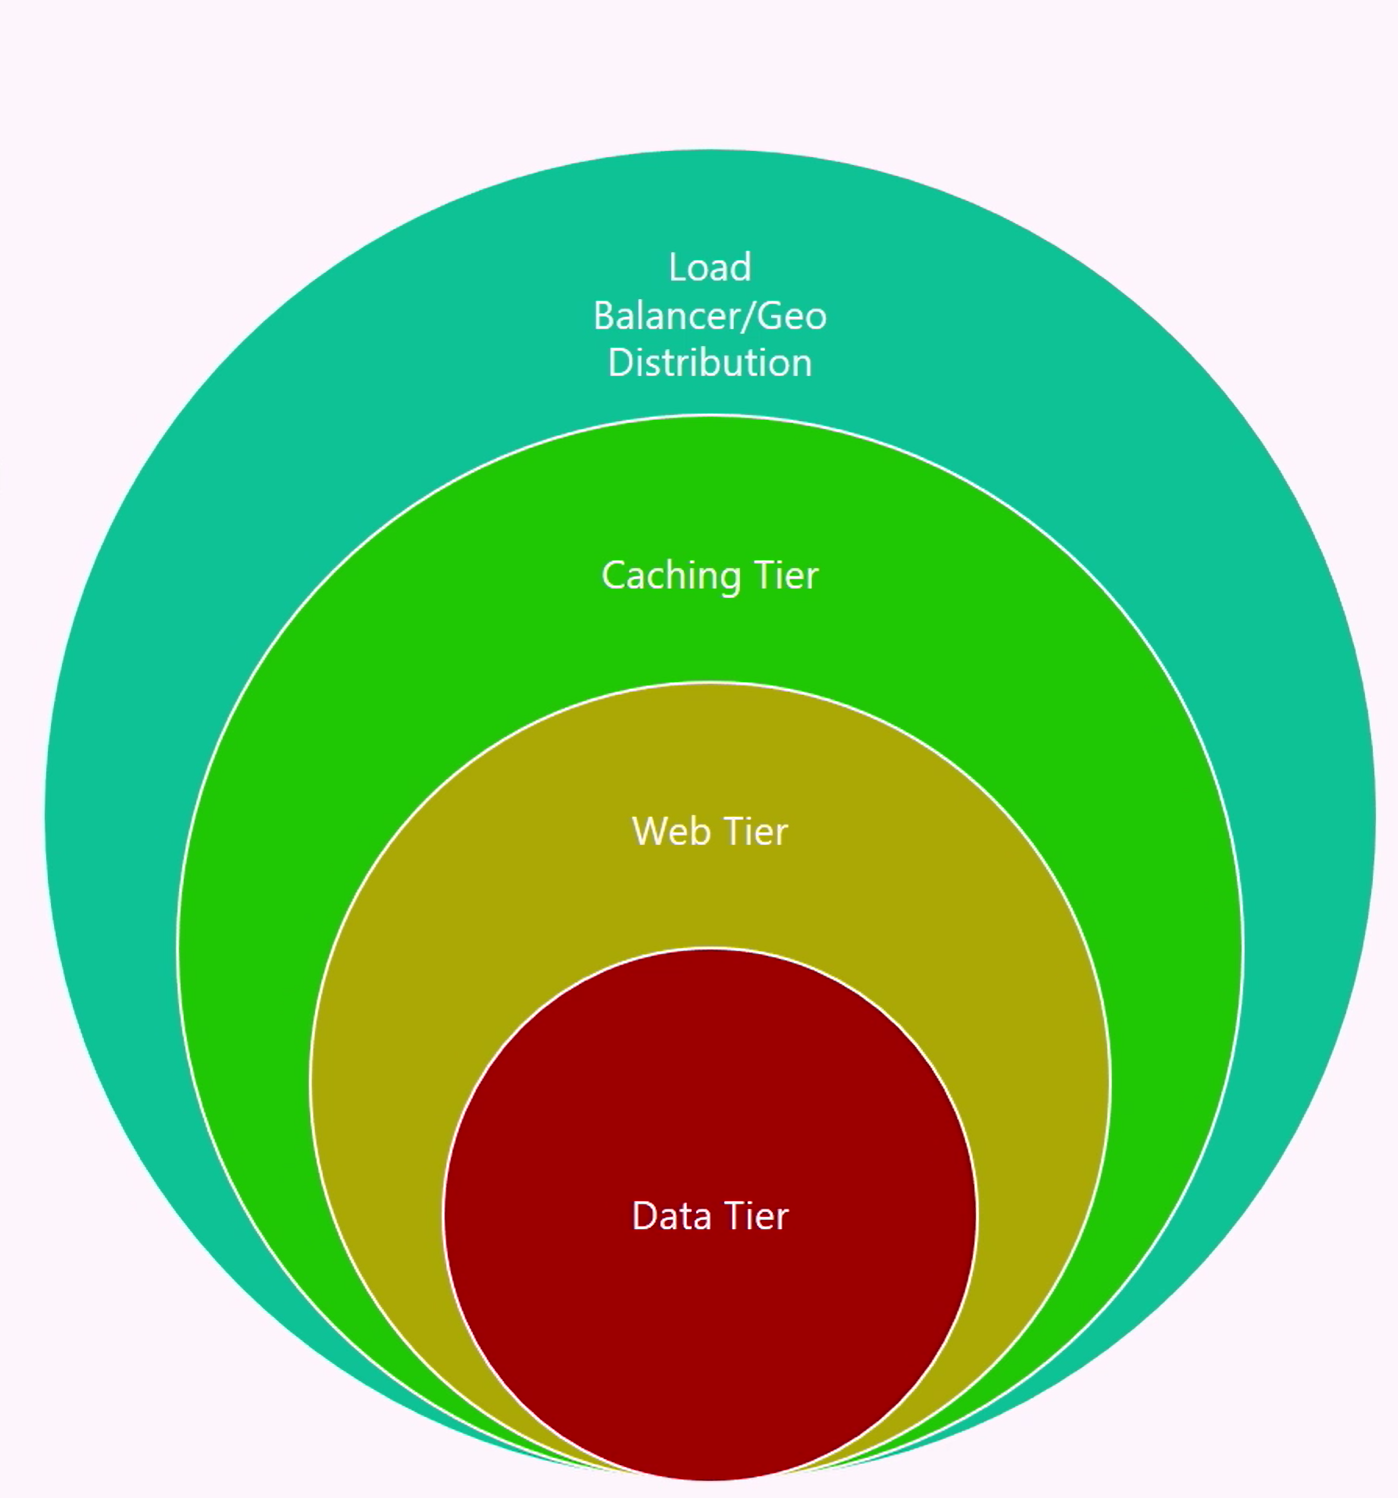 Load
Balancer/Geo
Distribution
Caching Tier
Web Tier
Data Tier